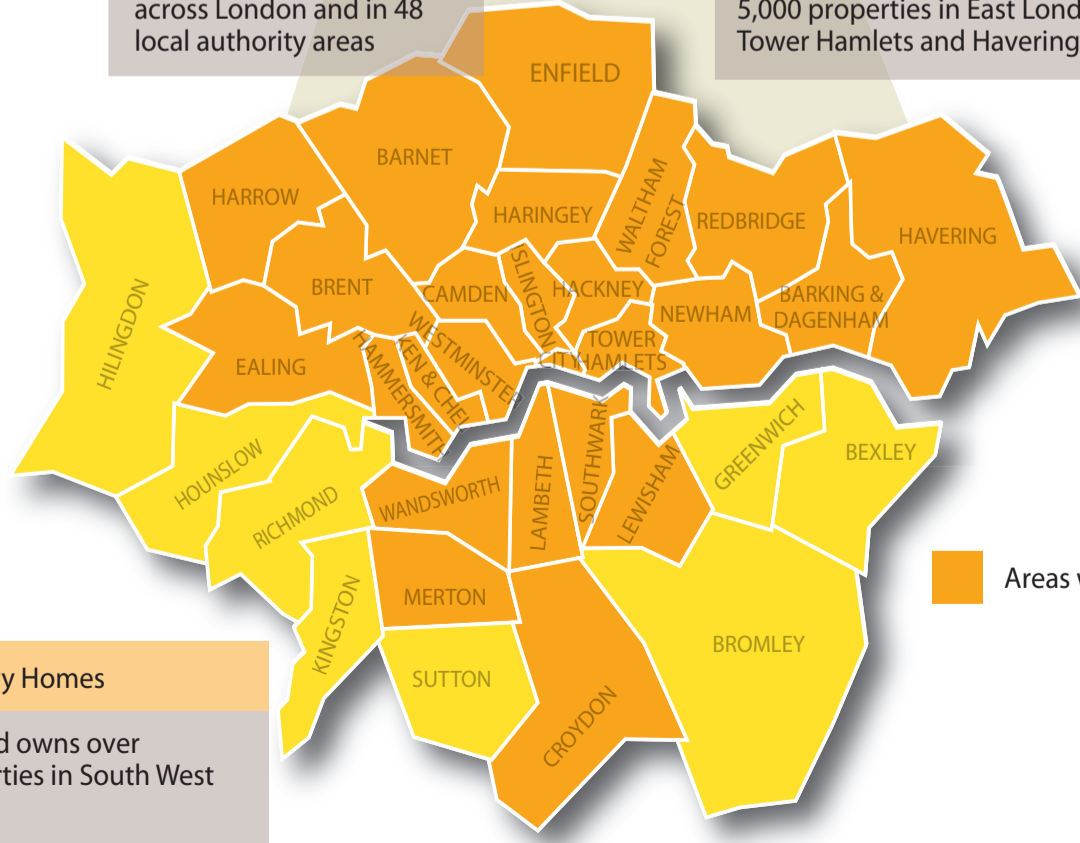 across London and in 48
local authority areas
5,000 properties in East
Tower Hamlets and Havering
ENFIELD
BARNET
HARROW
HARINGEY
WALTHAM
FOREST
REDBRIDGE
HAVERING
HILINGDON
BRENT
CAMDEN
ISLINGTON
HACKNEY
NEWHAM
BARKING &
DAGENHAM
EALING
HAMMERSMITH
KEN & CHEL
WESTMINSTER
CITY
TOWER
HAMLETS
HOUNSLOW
RICHMOND
WANDSWORTH
LAMBETH
SOUTHWARK
LEWISHAM
GREENWICH
BEXLEY
KINGSTON
MERTON
SUTTON
CROYDON
BROMLEY
Areas
Homes
owns over
in South West